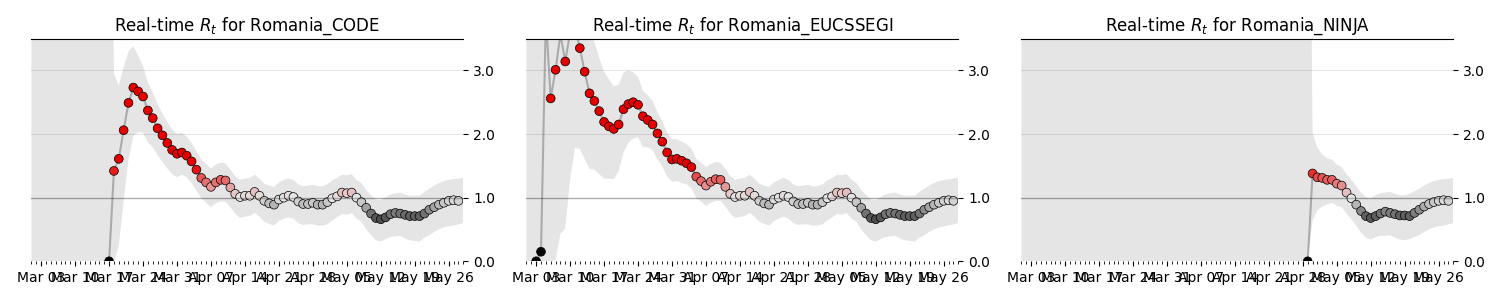 Real-time Rt for Romania_CODE
3.0
2.0
1.0
0.0
Mar 03 Mar 10 Mar 17 Mar 24 Mar 31 Apr 07 Apr 14 Apr 21 Apr 28 May 05 May 12 May 19 May 26
Real-time Rt for Romania_EUCSSEGI
3.0
2.0
1.0
0.0
Mar 03 Mar 10 Mar 17 Mar 24 Mar 31 Apr 07 Apr 14 Apr 21 Apr 28 May 05 May 12 May 19 May 26
Real-time Rt for Romania_NINJA
3.0
2.0
1.0
0.0
Mar 03 Mar 10 Mar 17 Mar 24 Mar 31 Apr 07 Apr 14 Apr 21 Apr 28 May 05 May 12 May 19 May 26